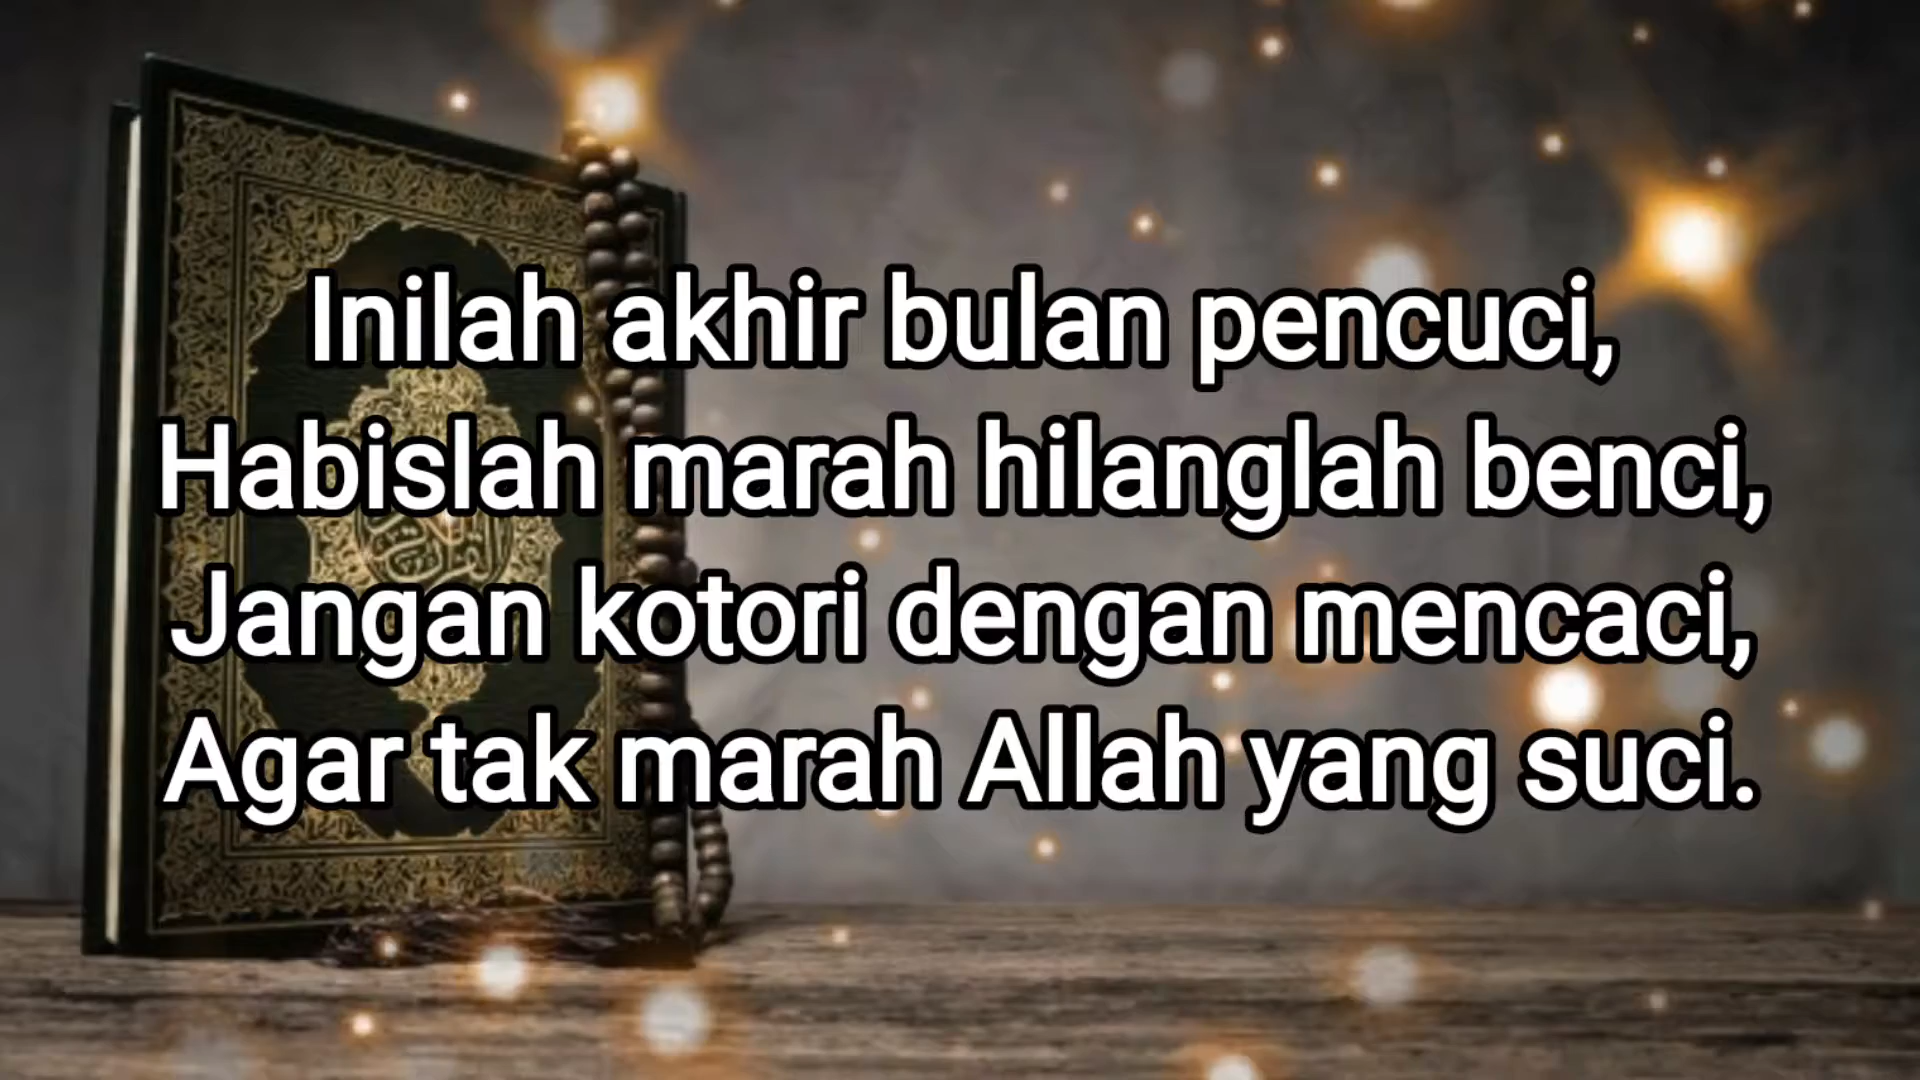 Inilah akhir bulan pencuci,
Habislah marah hilanglah benci,
Jangan kotori dengan mencaci,
Agar tak marah Allah yang suci.